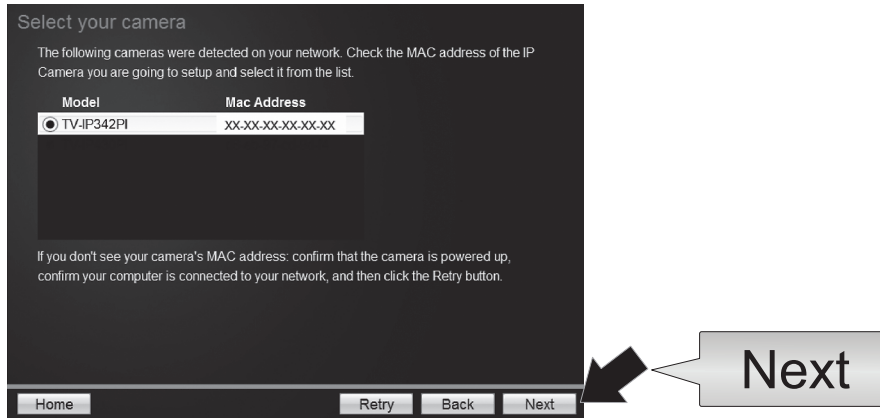 Select your camera
The following cameras were detected on your network. Check the MAC address of the IP
Camera you are going to setup and select it from the list.
Model Mac Address
TV-IP342PI XX-XX-XX-XX-XX-XX
If you don't see your camera's MAC address: confirm that the camera is powered up,
confirm your computer is connected to your network, and then click the Retry button.
Home Retry Back Next
Next